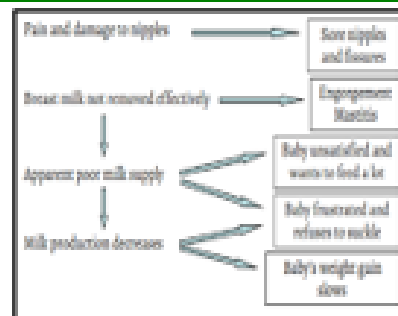 Pain and damage to nipples
Sore nipples
and fissures
Breast milk not removed effectively
Engorgement
Mastitis
Apparent poor milk supply
Baby unsatisfied and
wants to feed a lot
Baby frustrated and
refuses to suckle
Milk production decreases
Baby's weight gain
slows